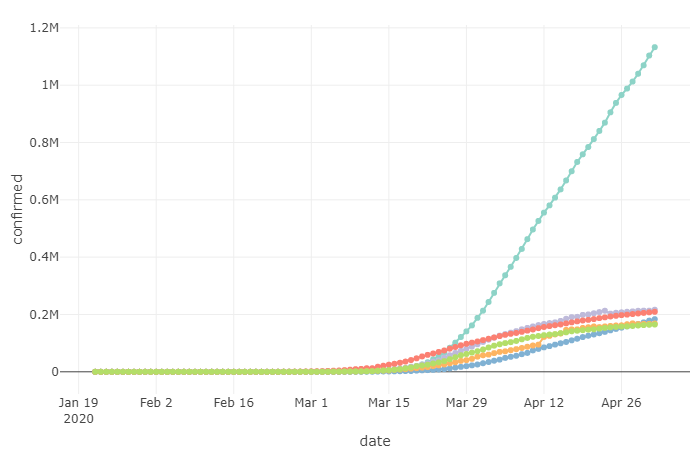 1.2M
1M
0.8M
0.6M
0.4M
0.2M
0
confirmed
Jan 19 Feb 2 Feb 16 Mar 1 Mar 15 Mar 29 Apr 12 Apr 26
2020
date